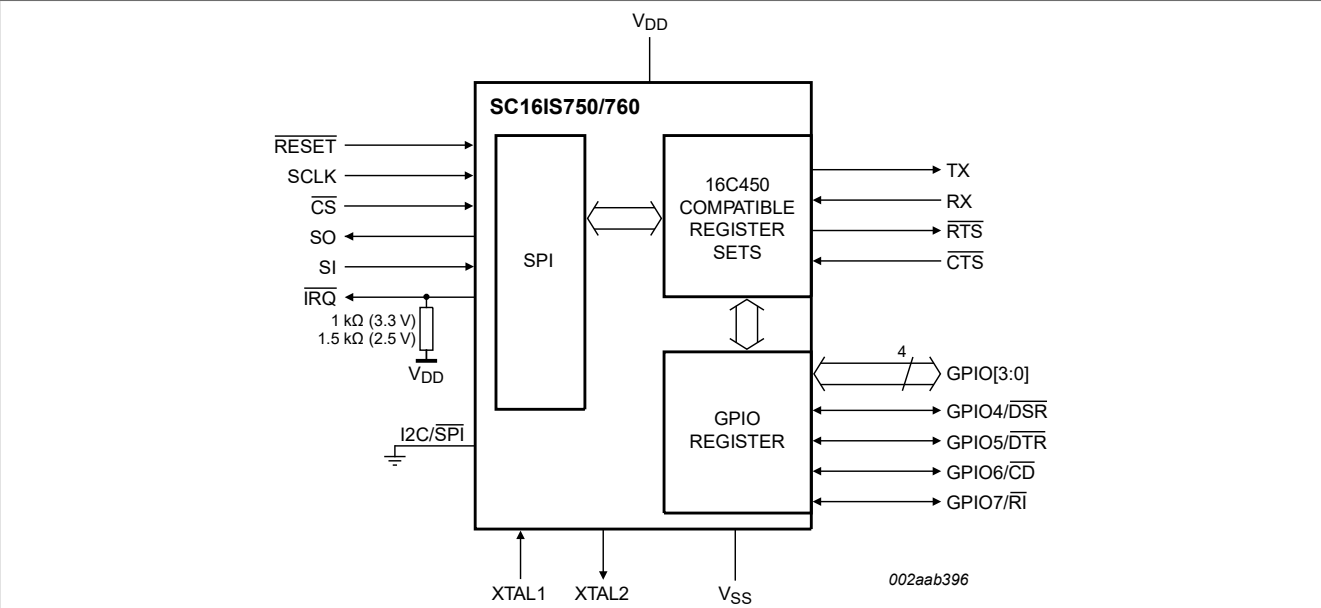 VDD
SC16IS750/760
RESET
SCLK
CS
SO
SI
IRQ
1 kΩ (3.3 V)
1.5 kΩ (2.5 V)
VDD
I2C/SPI
SPI
16C450
COMPATIBLE
REGISTER
SETS
TX
RX
RTS
CTS
GPIO
REGISTER
4
GPIO[3:0]
GPIO4/DSR
GPIO5/DTR
GPIO6/CD
GPIO7/RI
XTAL1
XTAL2
VSS
002aab396